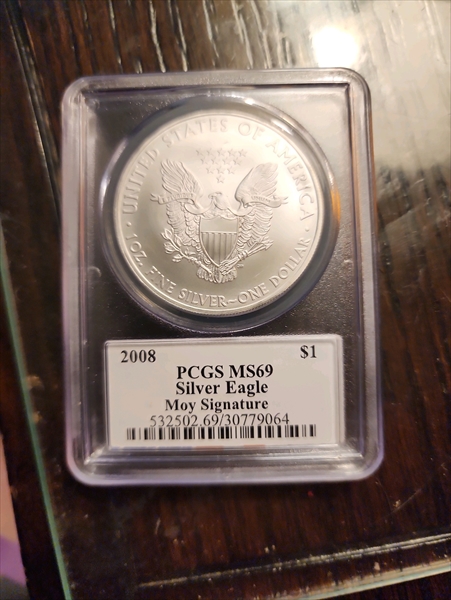 UNITED STATES OF AMERICA
1 OZ. FINE SILVER~ONE DOLLAR
2008 $1
PCGS MS69
Silver Eagle
Moy Signature
532502.69/30779064